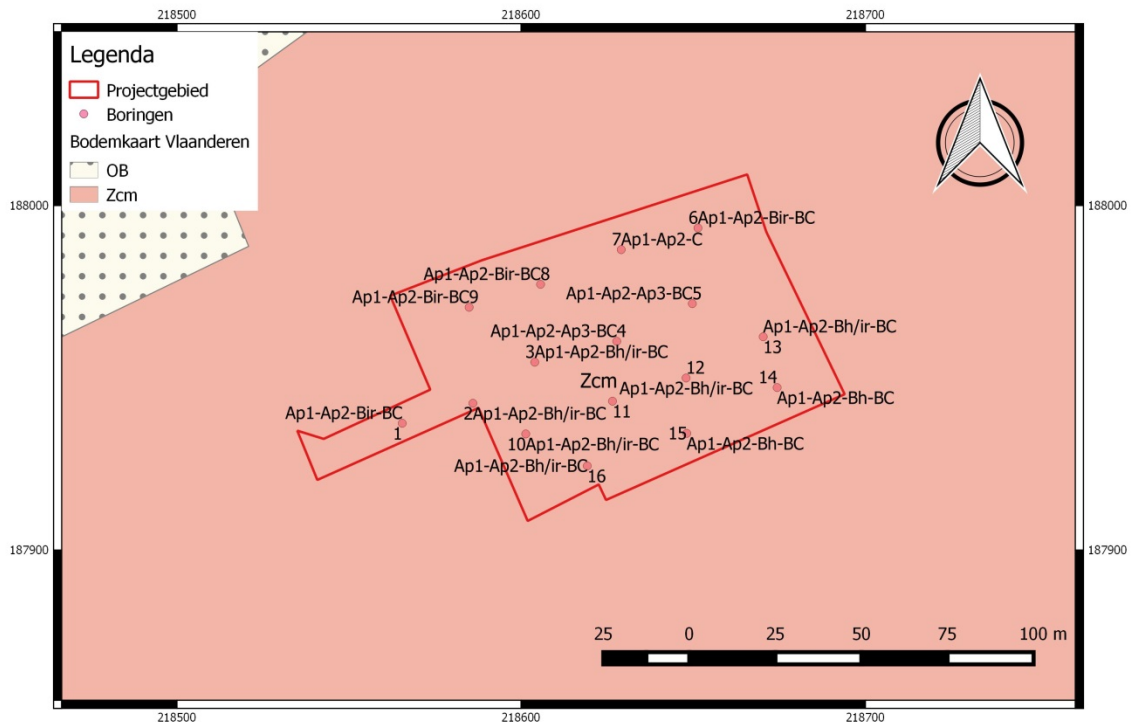 218500
218600
218700
Legenda
Projectgebied
Boringen
Bodemkaart Vlaanderen
OB
Zcm
188000
188000
6Ap1-Ap2-Bir-BC
7Ap1-Ap2-C
Ap1-Ap2-Bir-BC8
Ap1-Ap2-Bir-BC9
Ap1-Ap2-Ap3-BC5
Ap1-Ap2-Bh/ir-BC
13
Ap1-Ap2-Ap3-BC4
3Ap1-Ap2-Bh/ir-BC
12
Zcm
Ap1-Ap2-Bh/ir-BC
14
Ap1-Ap2-Bh-BC
11
Ap1-Ap2-Bir-BC
1
2Ap1-Ap2-Bh/ir-BC
15
Ap1-Ap2-Bh-BC
10Ap1-Ap2-Bh/ir-BC
Ap1-Ap2-Bh/ir-BC
16
187900
187900
25 0 25 50 75 100 m
218500
218600
218700